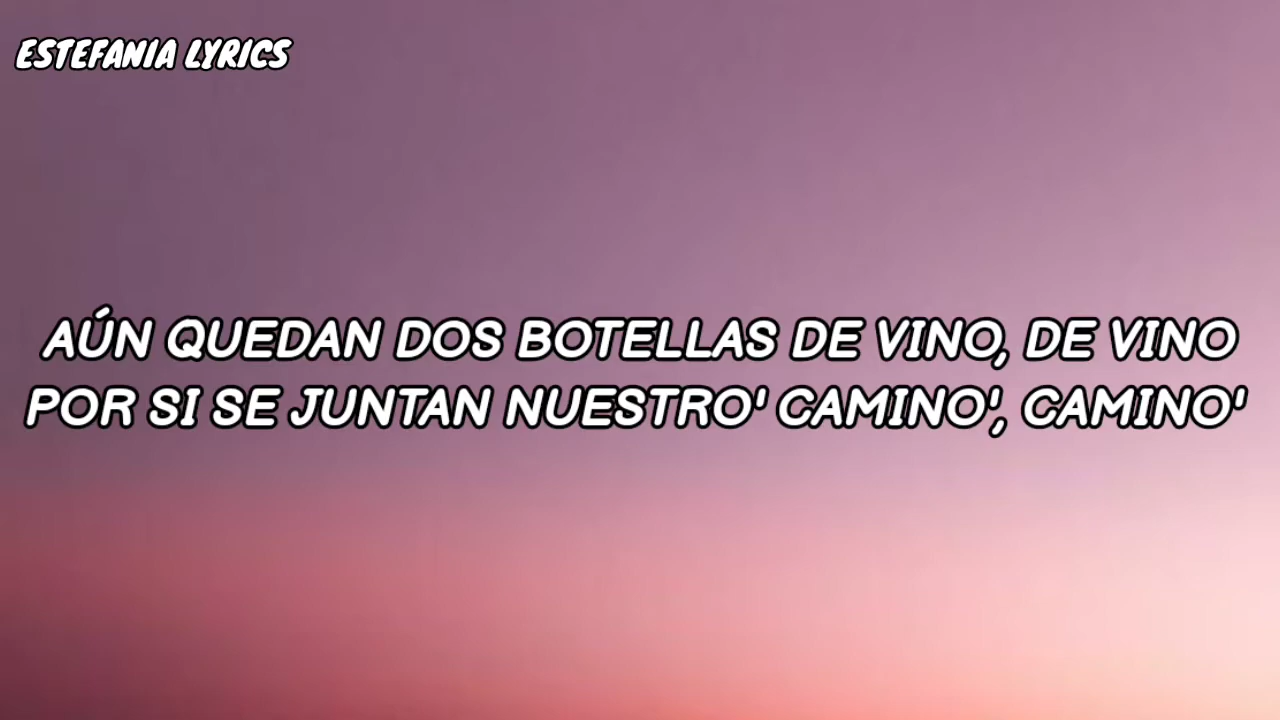 ESTEFANIA LYRICS
AÚN QUEDAN DOS BOTELLAS DE VINO, DE VINO
POR SI SE JUNTAN NUESTRO' CAMINO', CAMINO'